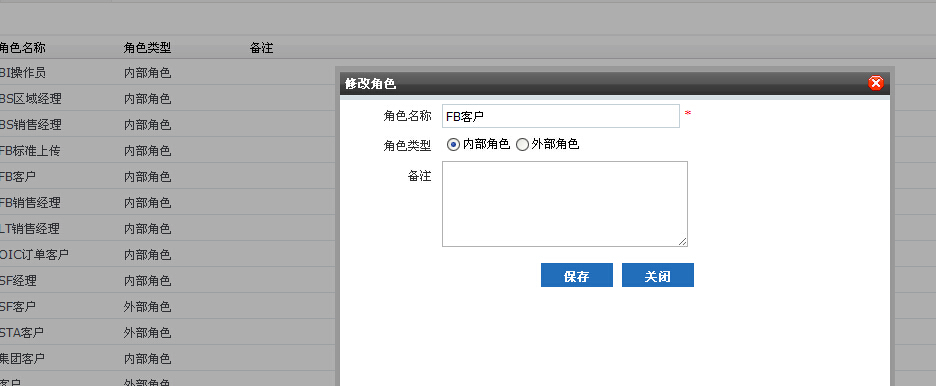 角色名称 角色类型 备注
BI操作员 内部角色
BS区域经理 内部角色
BS销售经理 内部角色
FB标准上传 内部角色
FB客户 内部角色
FB销售经理 内部角色
LT销售经理 内部角色
OIC订单客户 内部角色
SF经理 内部角色
SF客户 外部角色
STA客户 外部角色
集团客户 内部角色
客户 外部角色
修改角色
角色名称 FB客户 *
角色类型 内部角色 外部角色
备注
保存 关闭